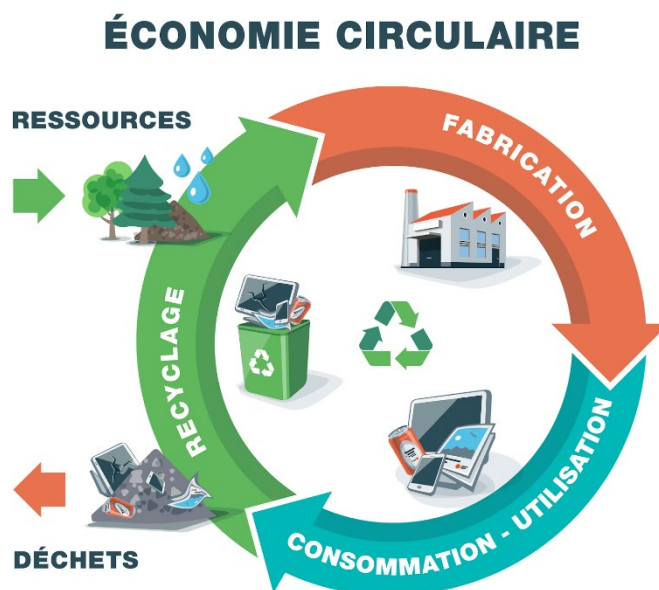 ÉCONOMIE CIRCULAIRE
RESSOURCES
FABRICATION
RECYCLAGE
CONSOMMATION - UTILISATION
DÉCHETS